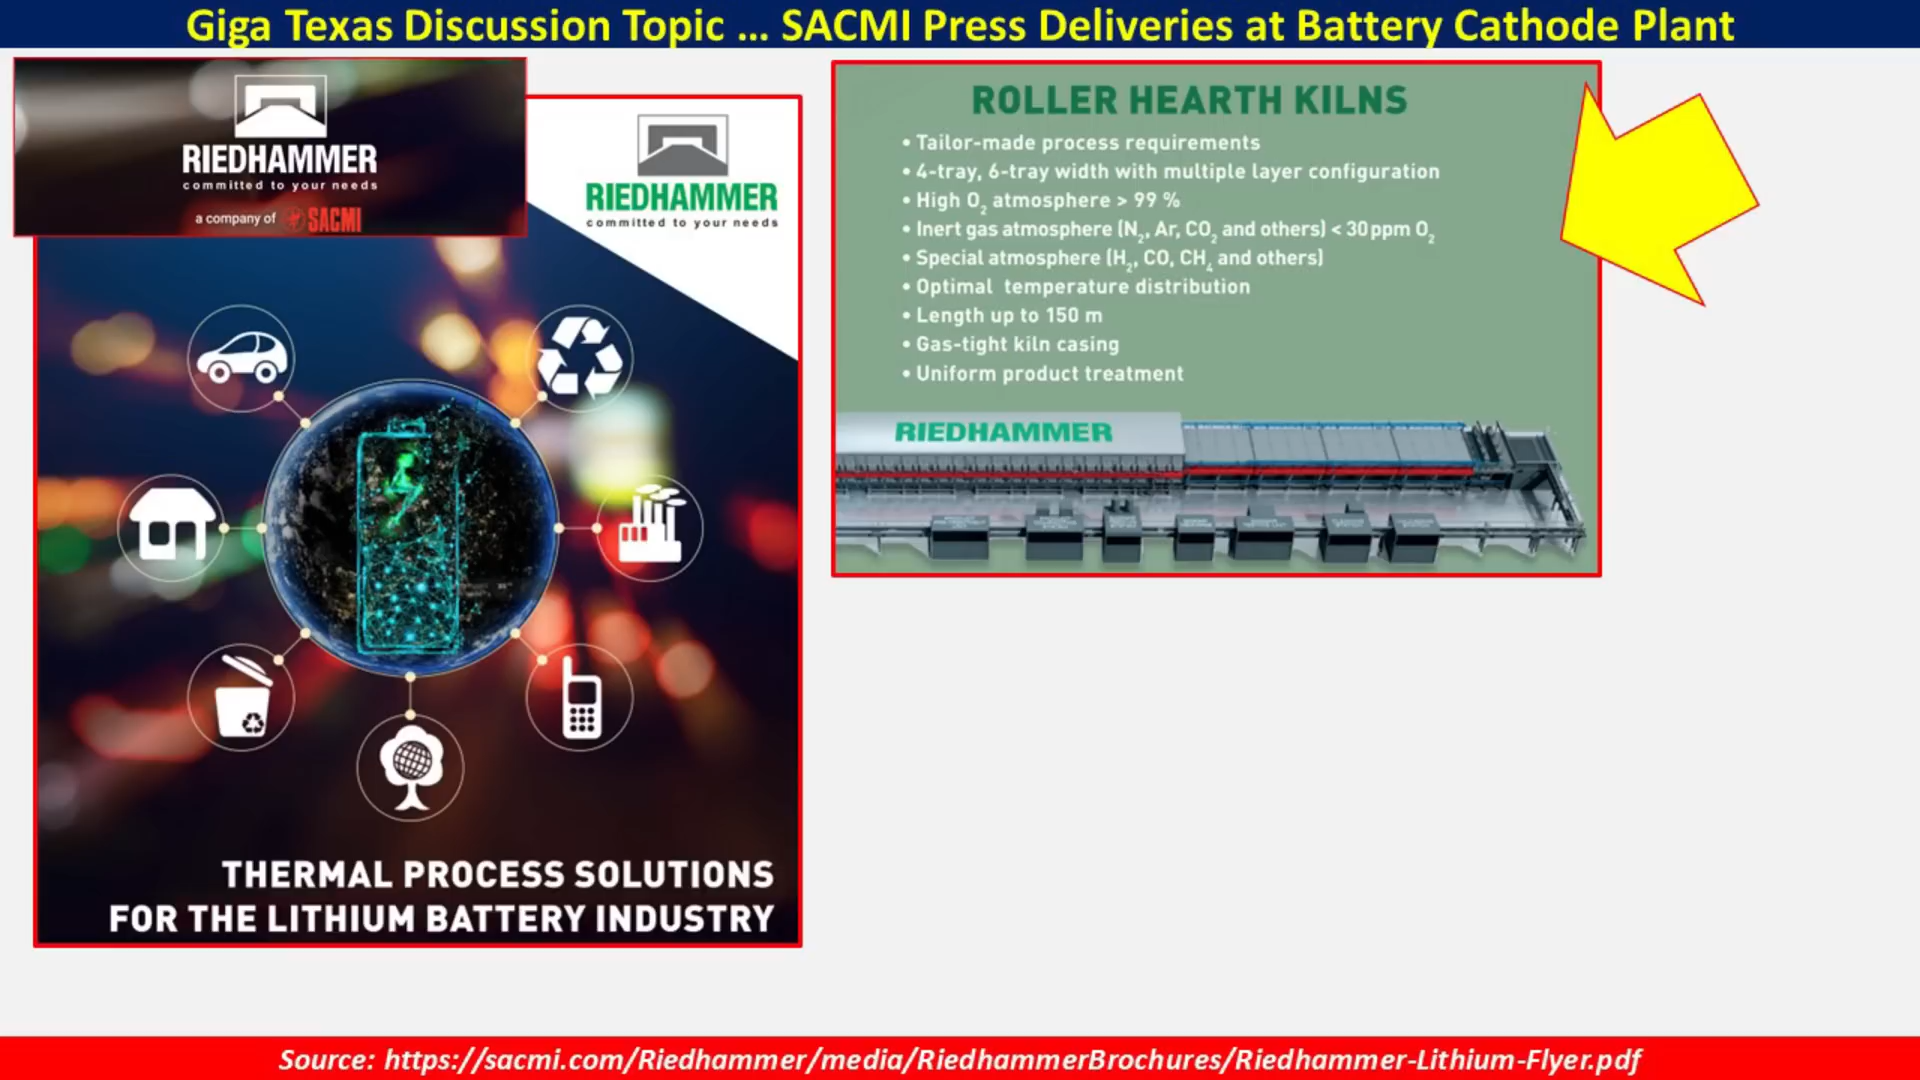 Giga Texas Discussion Topic ... SACMI Press Deliveries at Battery Cathode Plant
RIEDHAMMER
committed to your needs
a company of SACMI
RIEDHAMMER
committed to your needs
THERMAL PROCESS SOLUTIONS
FOR THE LITHIUM BATTERY INDUSTRY
ROLLER HEARTH KILNS
• Tailor-made process requirements
• 4-tray, 6-tray width with multiple layer configuration
• High O₂ atmosphere > 99 %
• Inert gas atmosphere (N₂, Ar, CO₂ and others) < 30 ppm O₂
• Special atmosphere (H₂, CO, CH₄ and others)
• Optimal temperature distribution
• Length up to 150 m
• Gas-tight kiln casing
• Uniform product treatment
RIEDHAMMER
Source: https://sacmi.com/Riedhammer/media/RiedhammerBrochures/Riedhammer-Lithium-Flyer.pdf